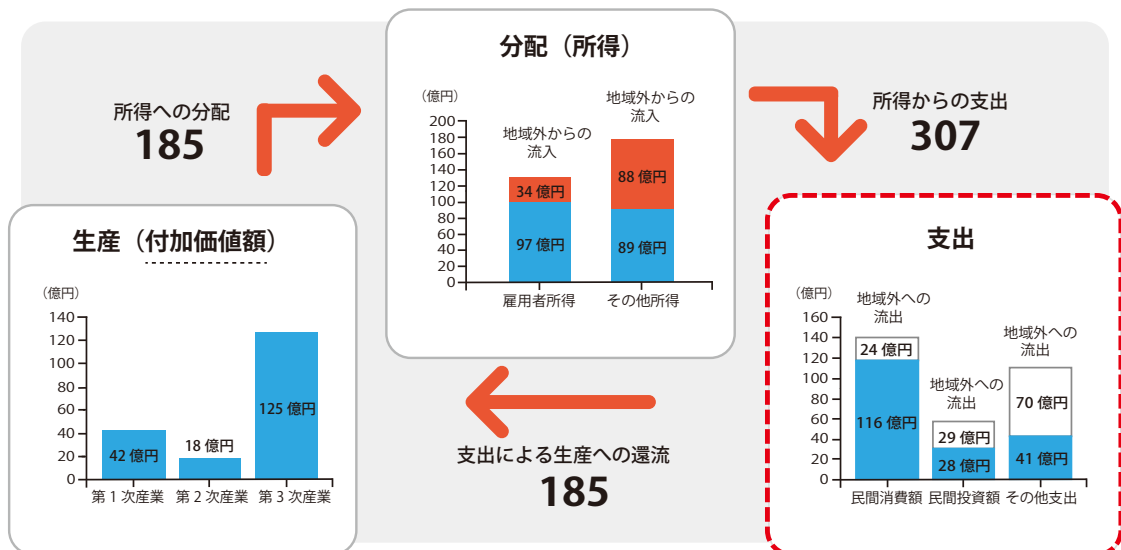 分配（所得）
（億円）
200
180
160
140
120
100
80
60
40
20
0
地域外からの
流入
34 億円
97 億円
地域外からの
流入
88 億円
89 億円
雇用者所得
その他所得
所得への分配
185
所得からの支出
307
生産（付加価値額）
（億円）
140
120
100
80
60
40
20
0
42 億円
18 億円
125 億円
第 1 次産業
第 2 次産業
第 3 次産業
支出による生産への還流
185
支出
（億円）
160
140
120
100
80
60
40
20
0
地域外への
流出
24 億円
116 億円
地域外への
流出
29 億円
28 億円
地域外への
流出
70 億円
41 億円
民間消費額
民間投資額
その他支出